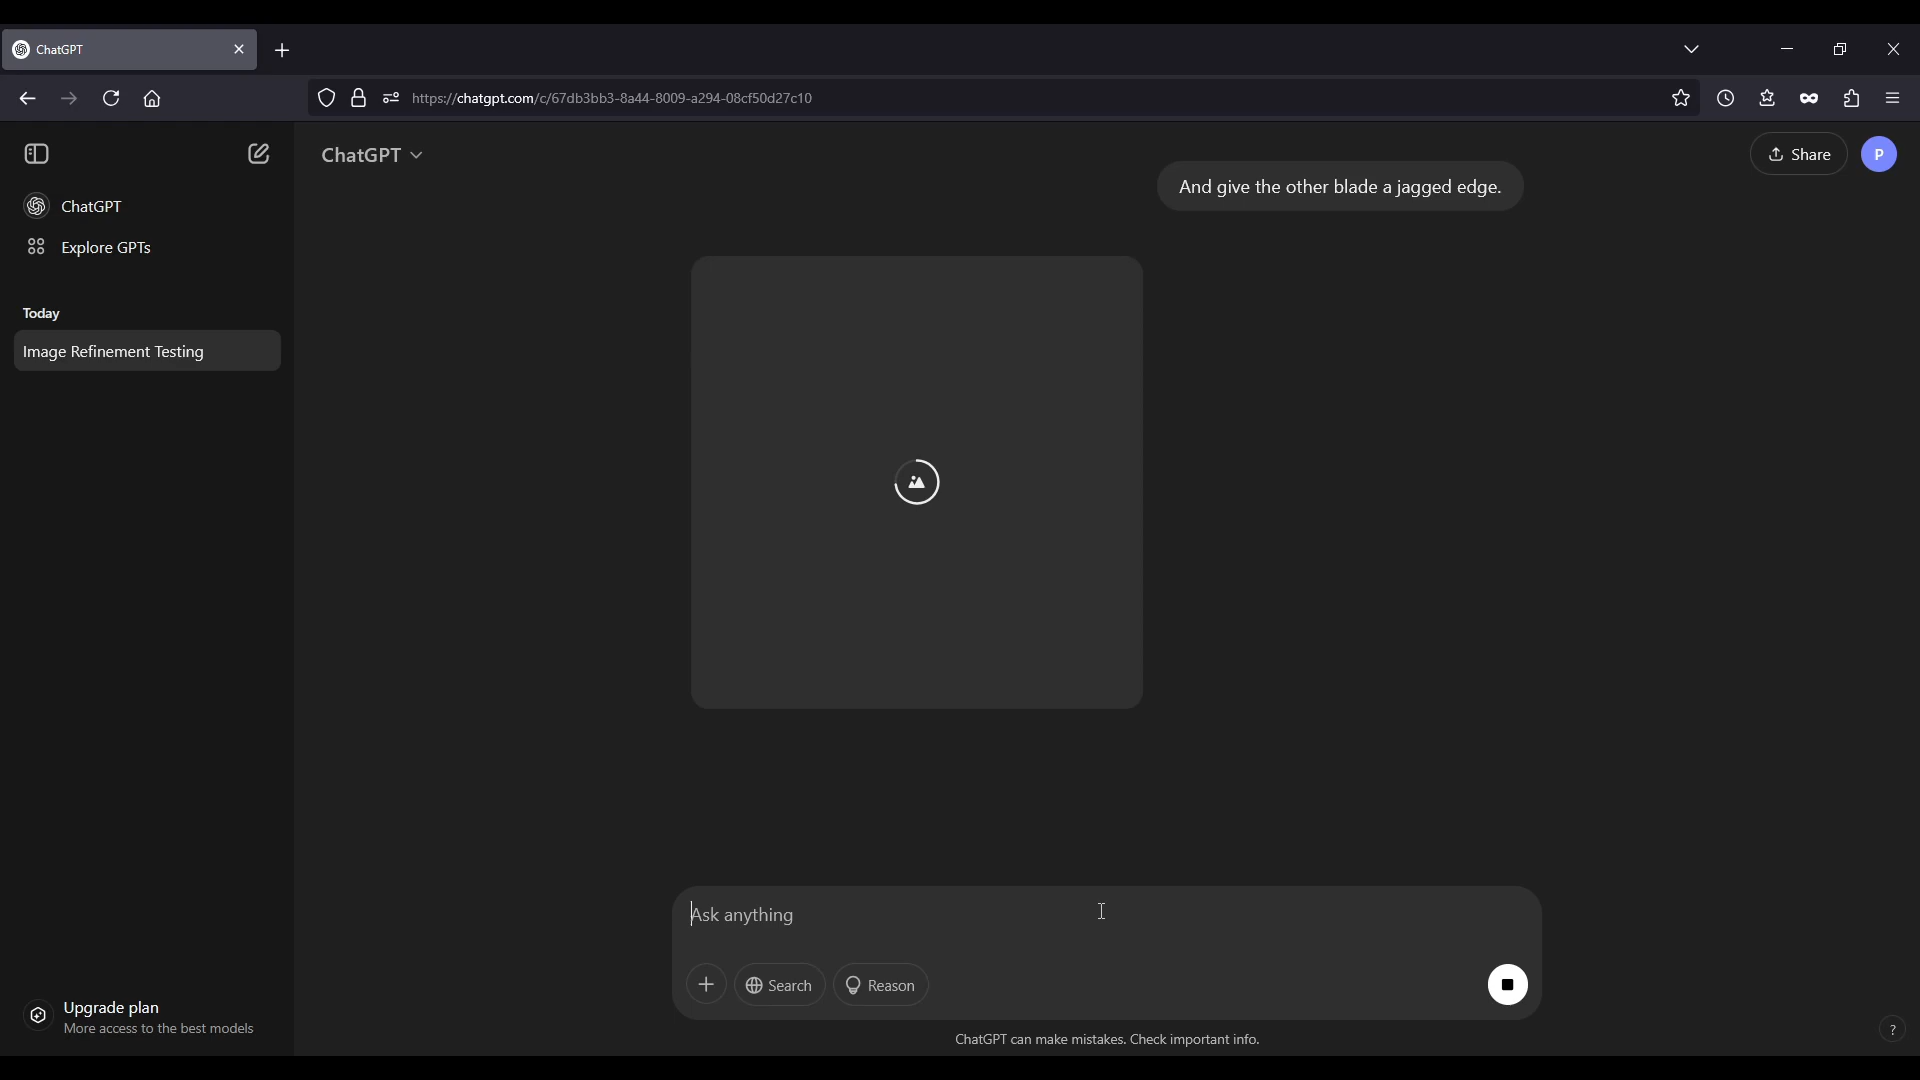 ChatGPT
https://chatgpt.com/c/67db3bb3-8a44-8009-a294-08cf50d27c10
ChatGPT
Share
P
And give the other blade a jagged edge.
ChatGPT
Explore GPTs
Today
Image Refinement Testing
Ask anything
Search
Reason
Upgrade plan
More access to the best models
ChatGPT can make mistakes. Check important info.
?